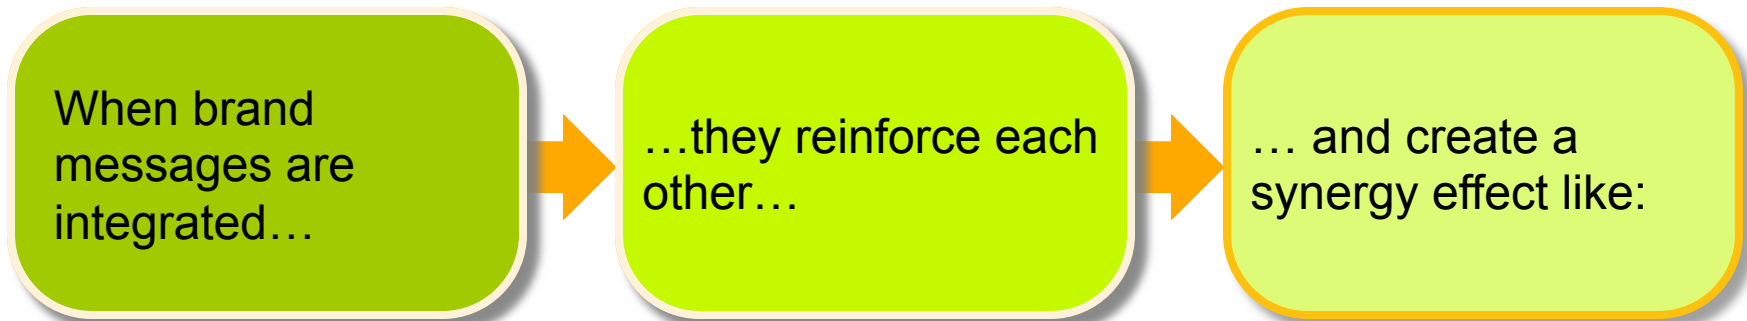 When brand
messages are
integrated…
…they reinforce each
other…
… and create a
synergy effect like: